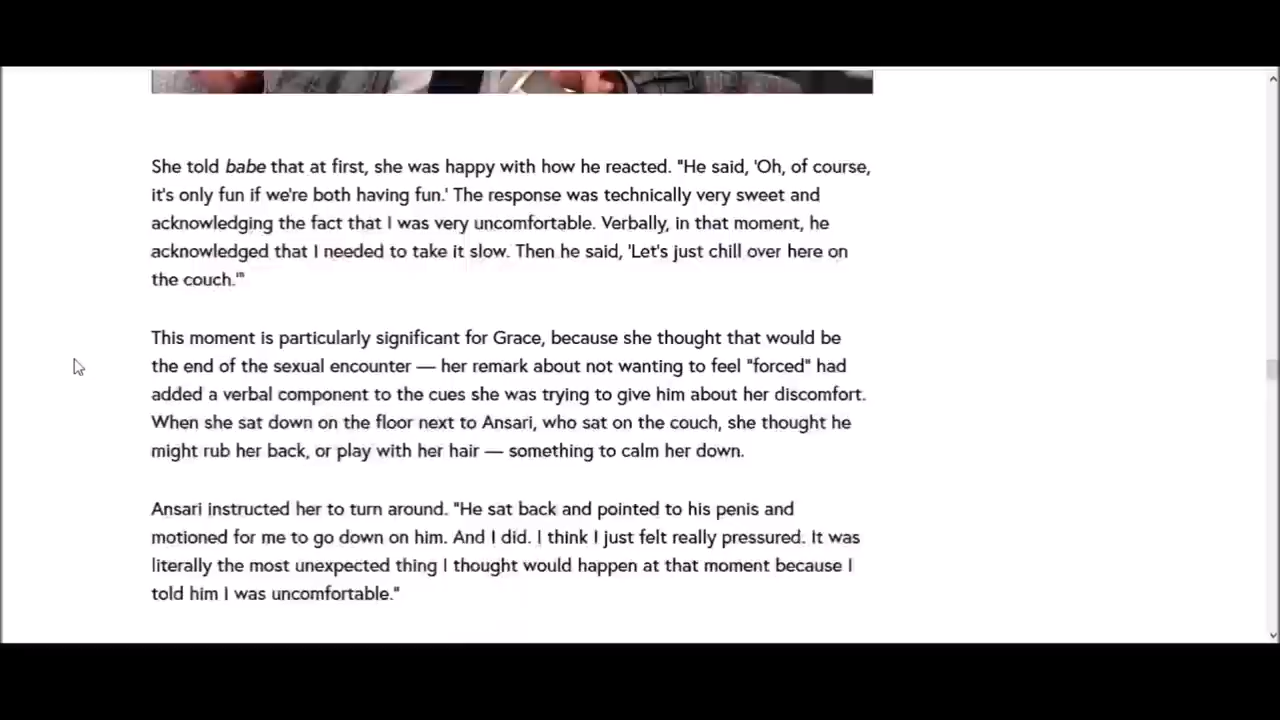 She told babe that at first, she was happy with how he reacted. "He said, 'Oh, of course,
it's only fun if we're both having fun.' The response was technically very sweet and
acknowledging the fact that I was very uncomfortable. Verbally, in that moment, he
acknowledged that I needed to take it slow. Then he said, 'Let's just chill over here on
the couch.'"
This moment is particularly significant for Grace, because she thought that would be
the end of the sexual encounter — her remark about not wanting to feel "forced" had
added a verbal component to the cues she was trying to give him about her discomfort.
When she sat down on the floor next to Ansari, who sat on the couch, she thought he
might rub her back, or play with her hair — something to calm her down.
Ansari instructed her to turn around. "He sat back and pointed to his penis and
motioned for me to go down on him. And I did. I think I just felt really pressured. It was
literally the most unexpected thing I thought would happen at that moment because I
told him I was uncomfortable."